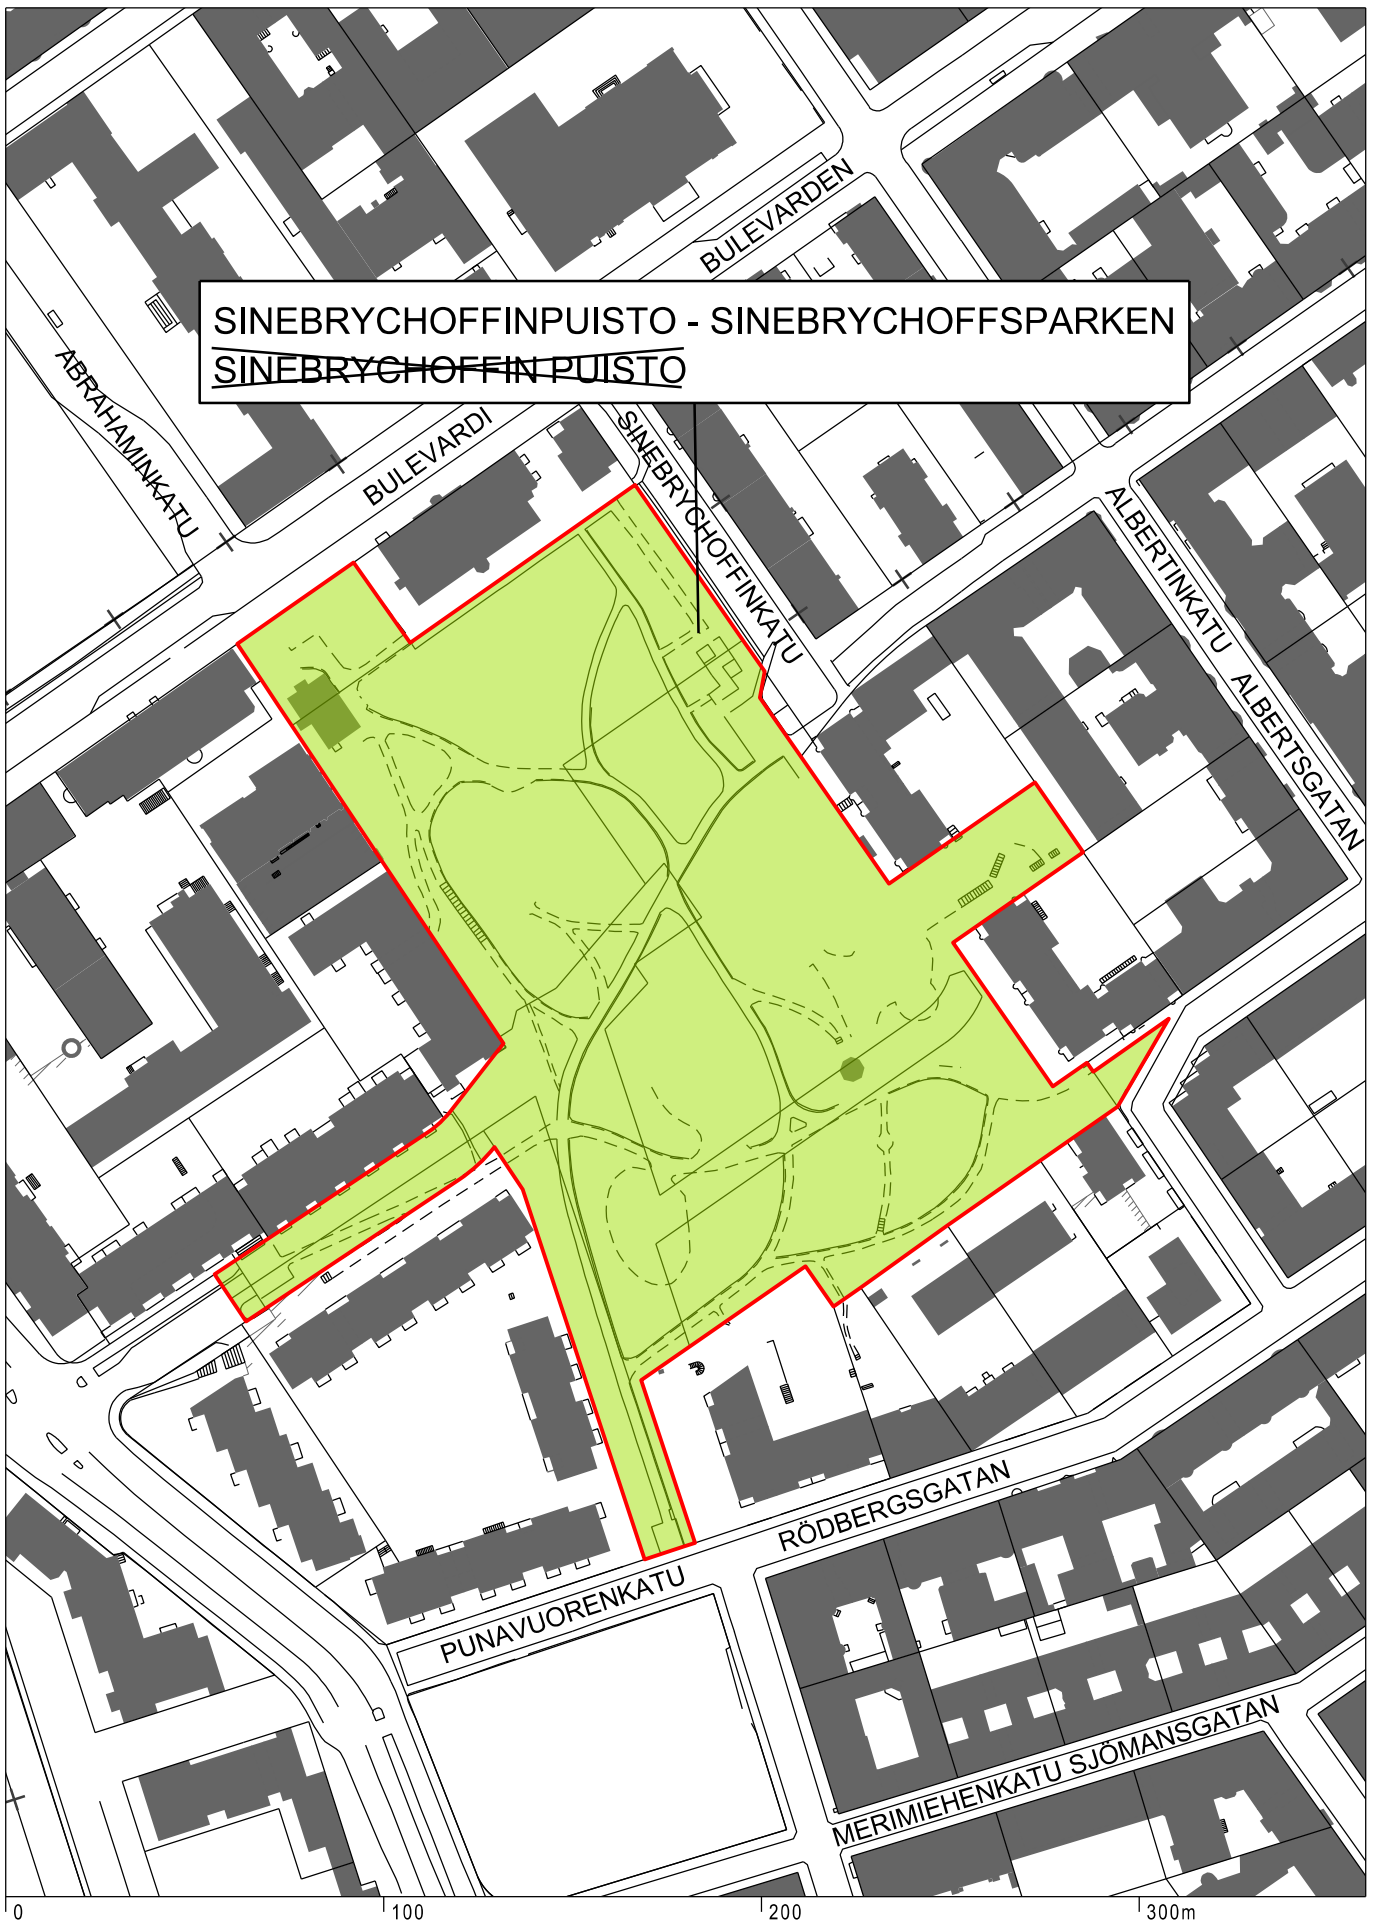 BULEVARDEN
SINEBRYCHOFFINPUISTO - SINEBRYCHOFFSPARKEN
SINEBRYCHOFFIN PUISTO
ABRAHAMINKATU
BULEVARDI
SINEBRYCHOFFINKATU
ALBERTINKATU ALBERTSGATAN
RÖDBERGSGATAN
PUNAVUORENKATU
MERIMIEHENKATU SJÖMANSGATAN
0 100 200 300m